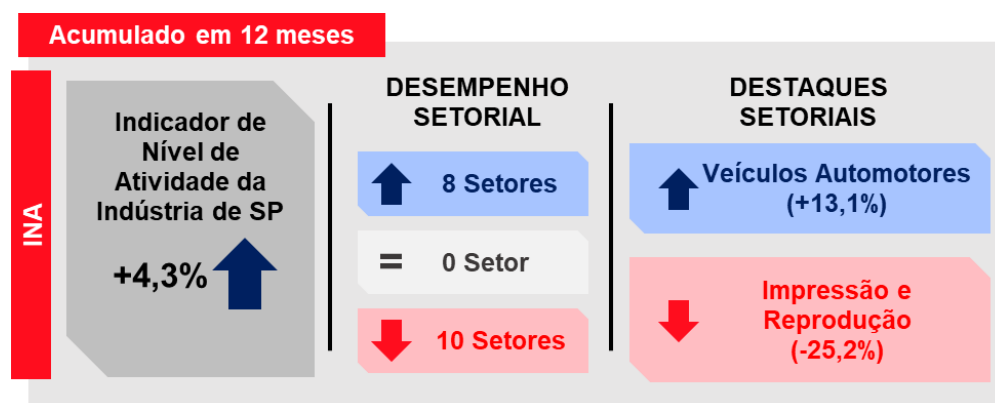 Acumulado em 12 meses
INA
Indicador de
Nível de
Atividade da
Indústria de SP
+4,3%
DESEMPENHO
SETORIAL
8 Setores
= 0 Setor
10 Setores
DESTAQUES
SETORIAIS
Veículos Automotores
(+13,1%)
Impressão e
Reprodução
(-25,2%)